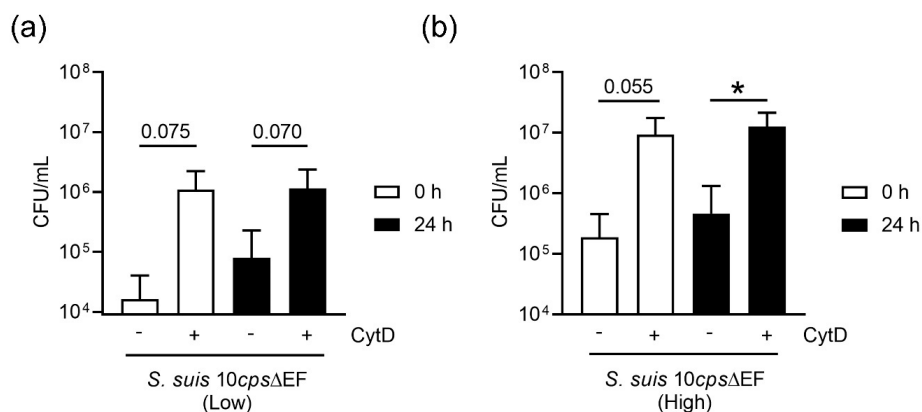 (a)
10⁸
10⁷
10⁶
10⁵
10⁴
CFU/mL
0.075
0.070
0 h
24 h
- + - + CytD
S. suis 10cpsΔEF
(Low)
(b)
10⁸
10⁷
10⁶
10⁵
10⁴
CFU/mL
0.055
*
0 h
24 h
- + - + CytD
S. suis 10cpsΔEF
(High)